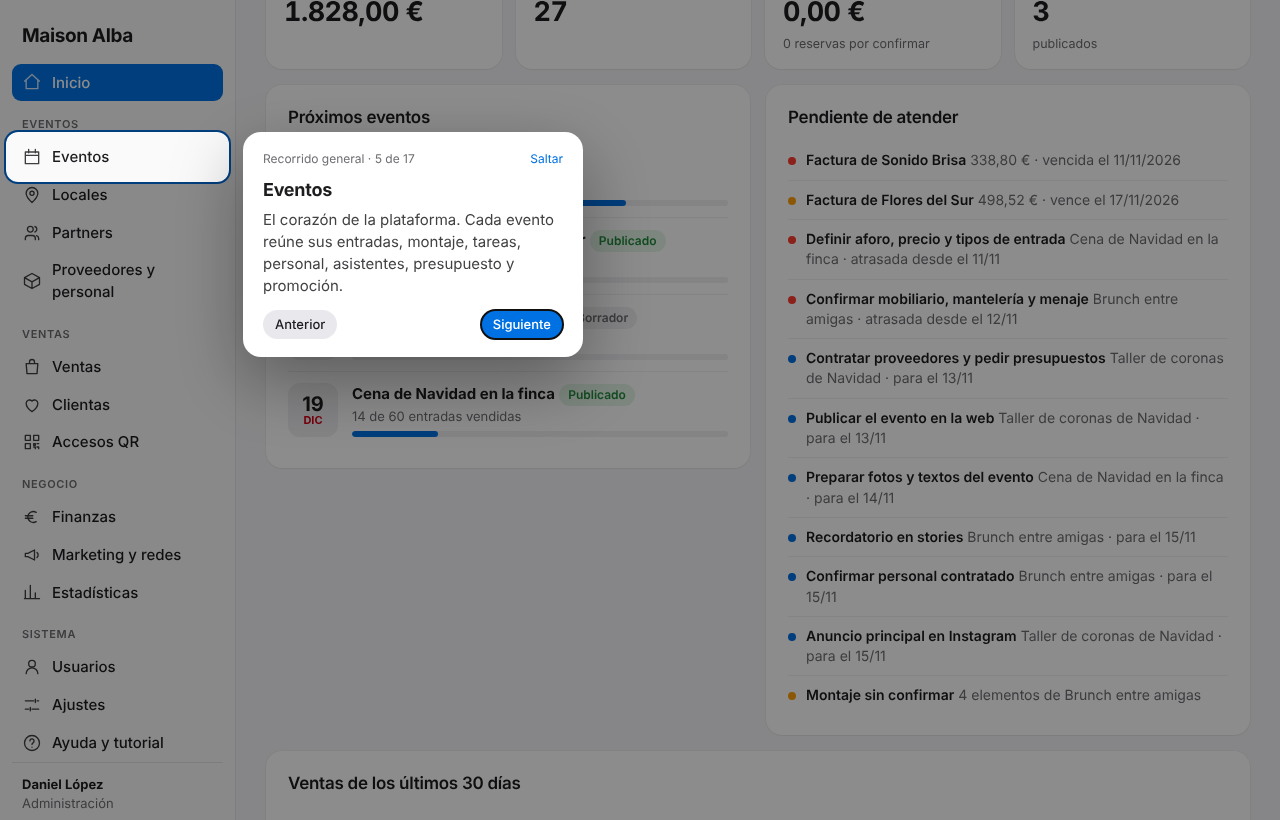 Maison Alba
Inicio
EVENTOS
Eventos
Locales
Partners
Proveedores y
personal
VENTAS
Ventas
Clientas
Accesos QR
NEGOCIO
Finanzas
Marketing y redes
Estadísticas
SISTEMA
Usuarios
Ajustes
Ayuda y tutorial
Daniel López
Administración
1.828,00 €
27
0,00 €
0 reservas por confirmar
3
publicados
Próximos eventos
Recorrido general · 5 de 17
Saltar
Eventos
El corazón de la plataforma. Cada evento
reúne sus entradas, montaje, tareas,
personal, asistentes, presupuesto y
promoción.
Anterior
Siguiente
Publicado
19
DIC
Cena de Navidad en la finca Publicado
14 de 60 entradas vendidas
Pendiente de atender
Factura de Sonido Brisa 338,80 € · vencida el 11/11/2026
Factura de Flores del Sur 498,52 € · vence el 17/11/2026
Definir aforo, precio y tipos de entrada Cena de Navidad en la
finca · atrasada desde el 11/11
Confirmar mobiliario, mantelería y menaje Brunch entre
amigas · atrasada desde el 12/11
Contratar proveedores y pedir presupuestos Taller de coronas
de Navidad · para el 13/11
Publicar el evento en la web Taller de coronas de Navidad ·
para el 13/11
Preparar fotos y textos del evento Cena de Navidad en la finca
· para el 14/11
Recordatorio en stories Brunch entre amigas · para el 15/11
Confirmar personal contratado Brunch entre amigas · para el
15/11
Anuncio principal en Instagram Taller de coronas de Navidad ·
para el 15/11
Montaje sin confirmar 4 elementos de Brunch entre amigas
Ventas de los últimos 30 días